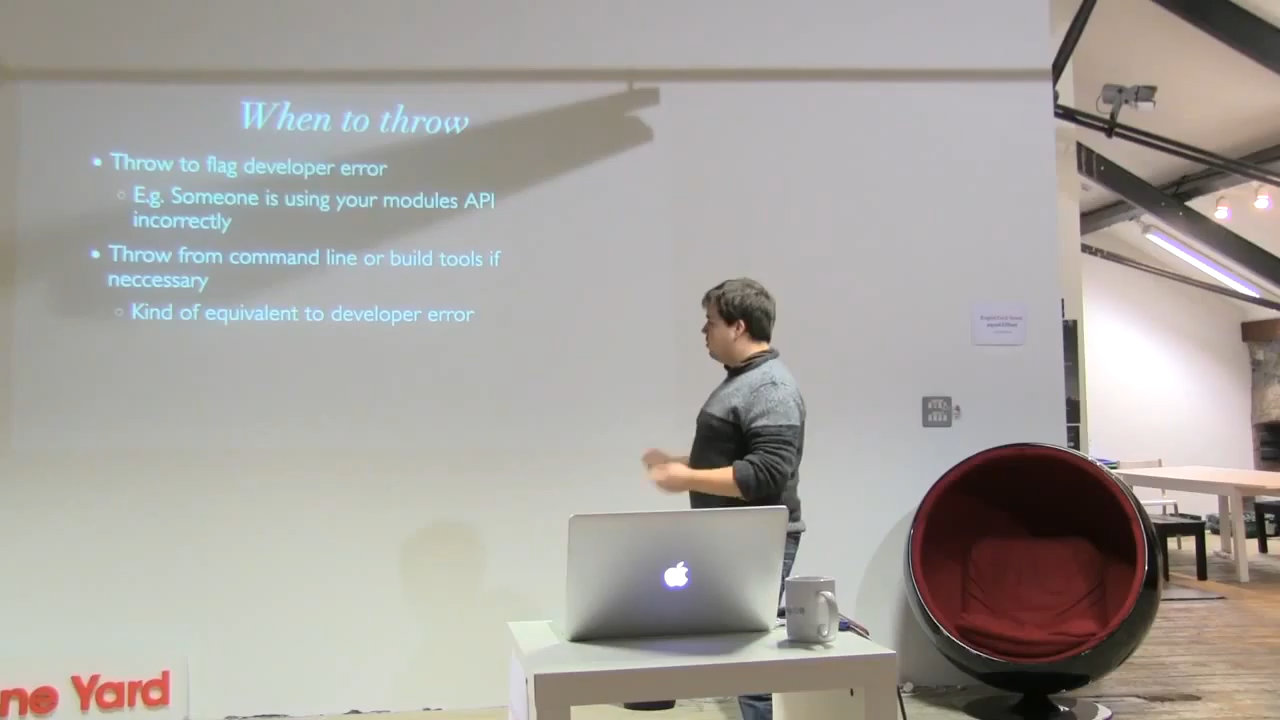 When to throw
• Throw to flag developer error
○ E.g. Someone is using your modules API
incorrectly
• Throw from command line or build tools if
neccessary
○ Kind of equivalent to developer error
ne Yard